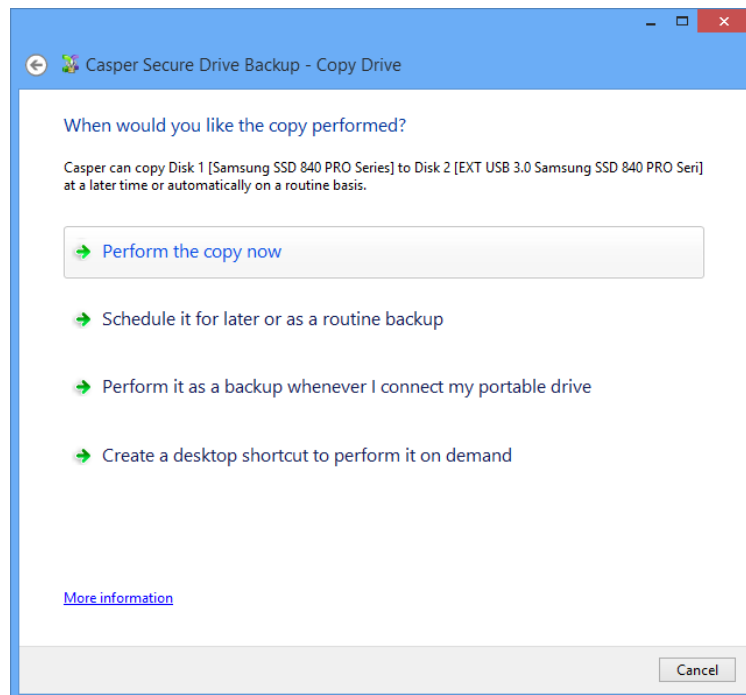 Casper Secure Drive Backup - Copy Drive
When would you like the copy performed?
Casper can copy Disk 1 [Samsung SSD 840 PRO Series] to Disk 2 [EXT USB 3.0 Samsung SSD 840 PRO Seri]
at a later time or automatically on a routine basis.
Perform the copy now
Schedule it for later or as a routine backup
Perform it as a backup whenever I connect my portable drive
Create a desktop shortcut to perform it on demand
More information
Cancel